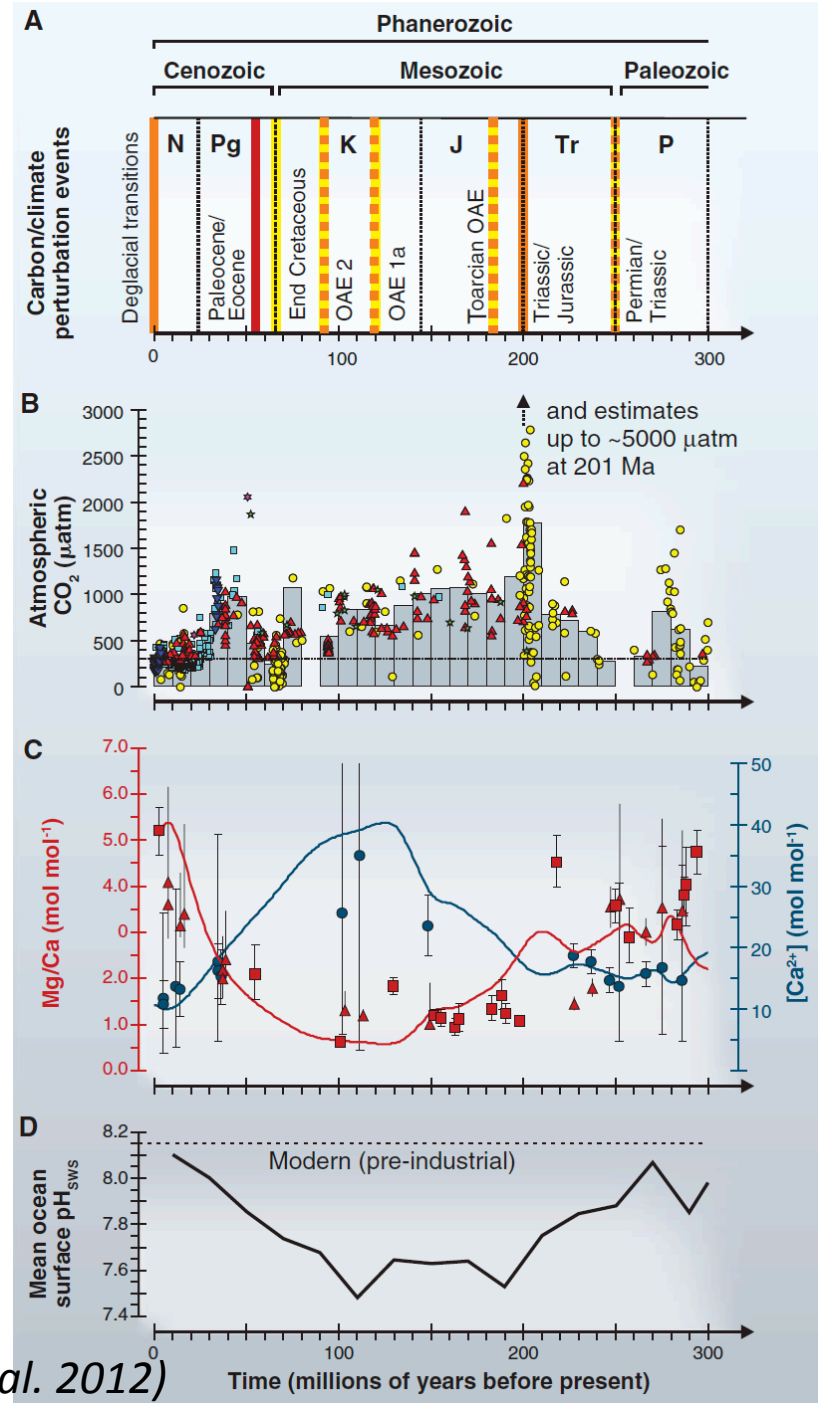 A
Phanerozoic
Cenozoic
Mesozoic
Paleozoic
Carbon/climate
perturbation events
Deglacial transitions
N
Pg
K
J
Tr
P
Paleocene/
Eocene
End Cretaceous
OAE 2
OAE 1a
Toarcian OAE
Triassic/
Jurassic
Permian/
Triassic
0
100
200
300
B
Atmospheric
CO₂ (μatm)
3000
2500
2000
1500
1000
500
0
and estimates
up to ~5000 μatm
at 201 Ma
C
Mg/Ca (mol mol⁻¹)
7.0
6.0
5.0
4.0
0
2.0
1.0
0.0
50
40
30
20
10
[Ca²⁺] (mol mol⁻¹)
D
Mean ocean
surface pHSWS
8.2
8.0
7.8
7.6
7.4
Modern (pre-industrial)
0
100
200
300
al. 2012)
Time (millions of years before present)